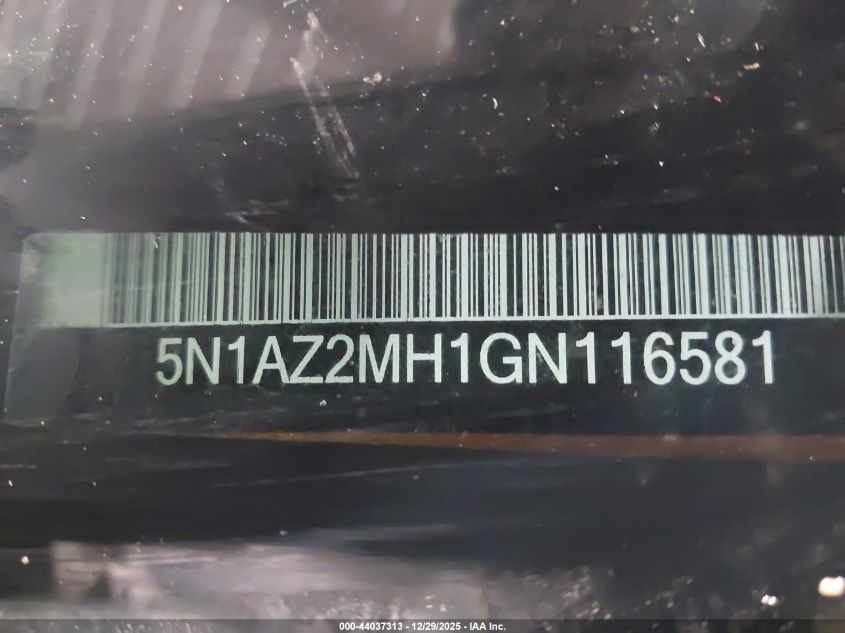 5N1AZ2MH1GN116581
000-44037313 - 12/29/2025 - IAA Inc.